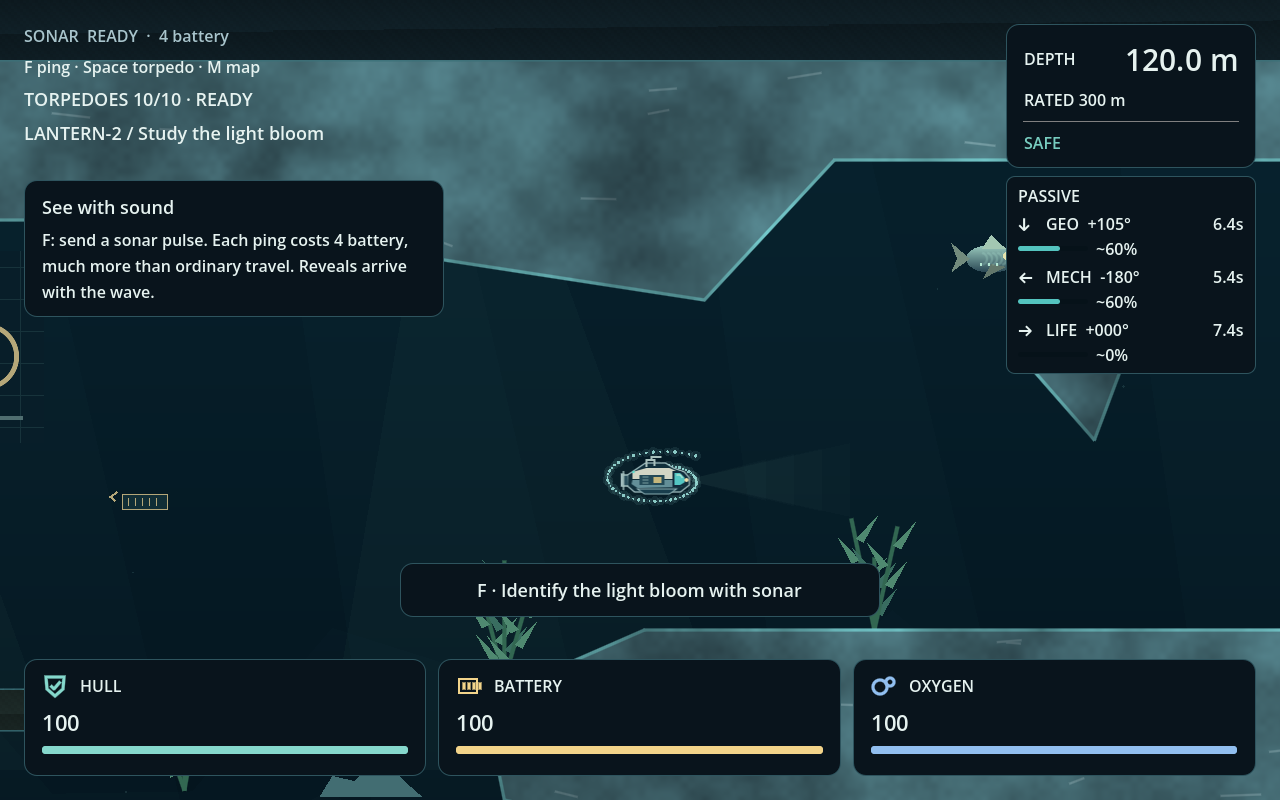 SONAR READY · 4 battery
F ping · Space torpedo · M map
TORPEDOES 10/10 · READY
LANTERN-2 / Study the light bloom
See with sound
F: send a sonar pulse. Each ping costs 4 battery,
much more than ordinary travel. Reveals arrive
with the wave.
DEPTH 120.0 m
RATED 300 m
SAFE
PASSIVE
GEO +105° 6.4s
~60%
MECH -180° 5.4s
~60%
LIFE +000° 7.4s
~0%
F · Identify the light bloom with sonar
HULL
100
BATTERY
100
OXYGEN
100